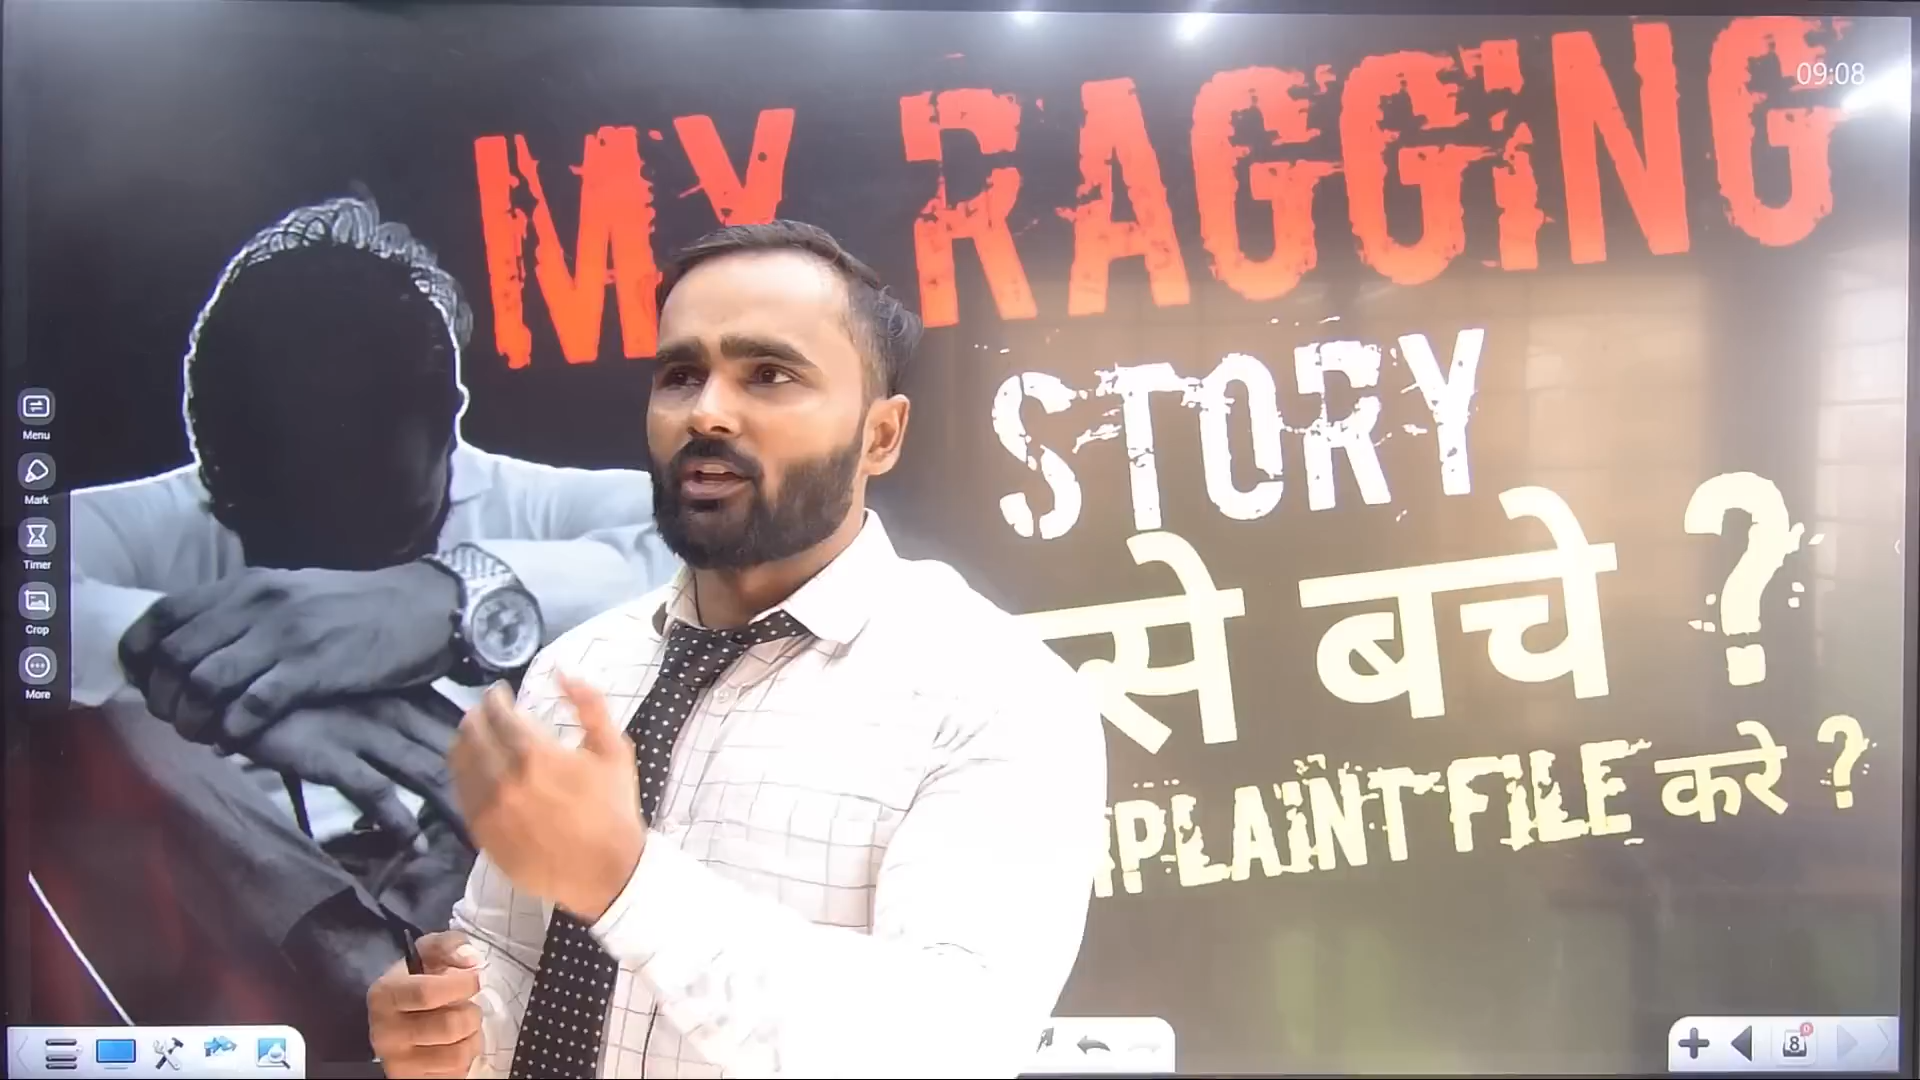 09:08
MY RAGGING
STORY
से बचे ?
PLAINT FILE करे ?
Menu
Mark
Timer
Crop
More
8